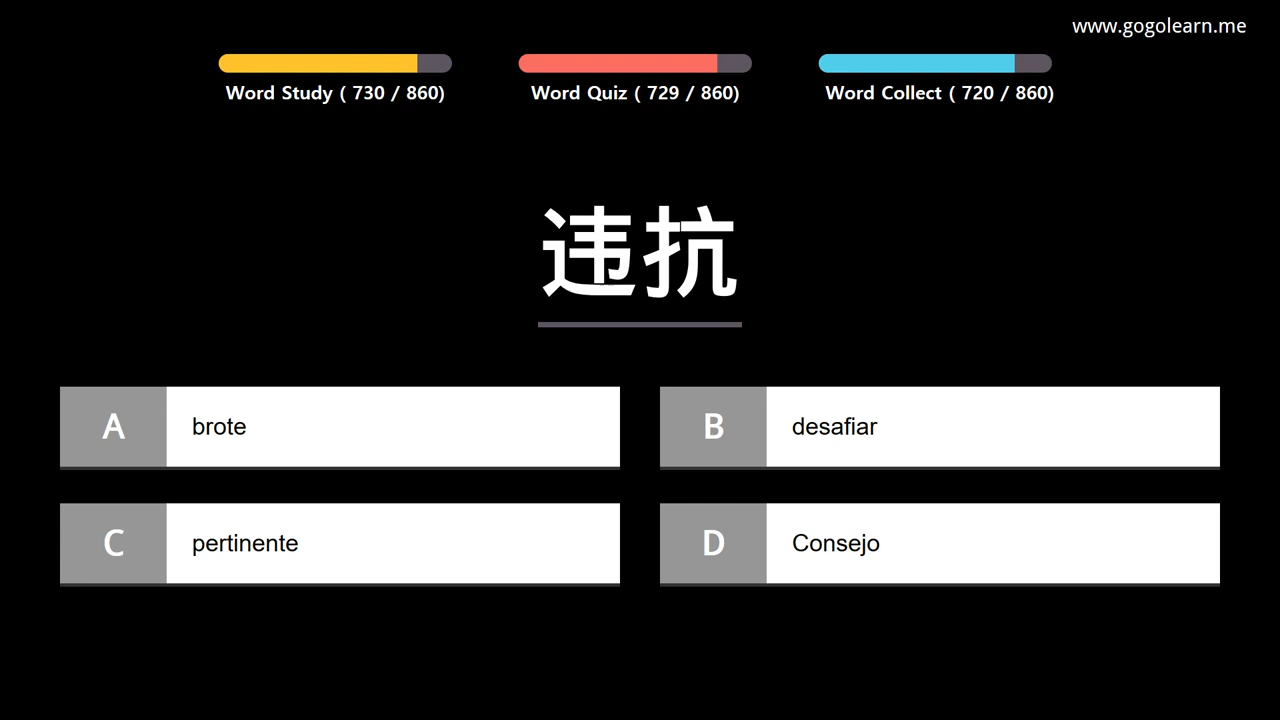 www.gogolearn.me
Word Study ( 730 / 860)
Word Quiz ( 729 / 860)
Word Collect ( 720 / 860)
违抗
A brote
B desafiar
C pertinente
D Consejo